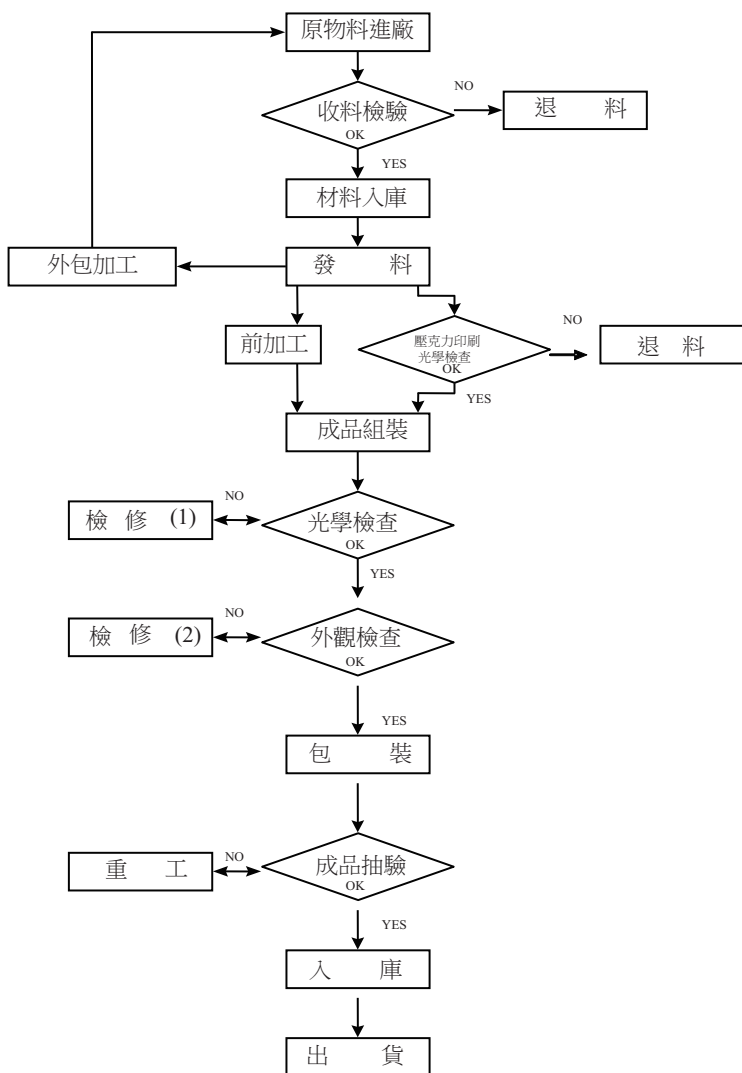 原物料進廠
NO
收料檢驗
OK
退 料
YES
材料入庫
外包加工
發 料
前加工
壓克力印刷
光學檢查
OK
NO
退 料
YES
成品組裝
NO
檢 修 (1)
光學檢查
OK
YES
NO
檢 修 (2)
外觀檢查
OK
YES
包 裝
NO
重 工
成品抽驗
OK
YES
入 庫
出 貨